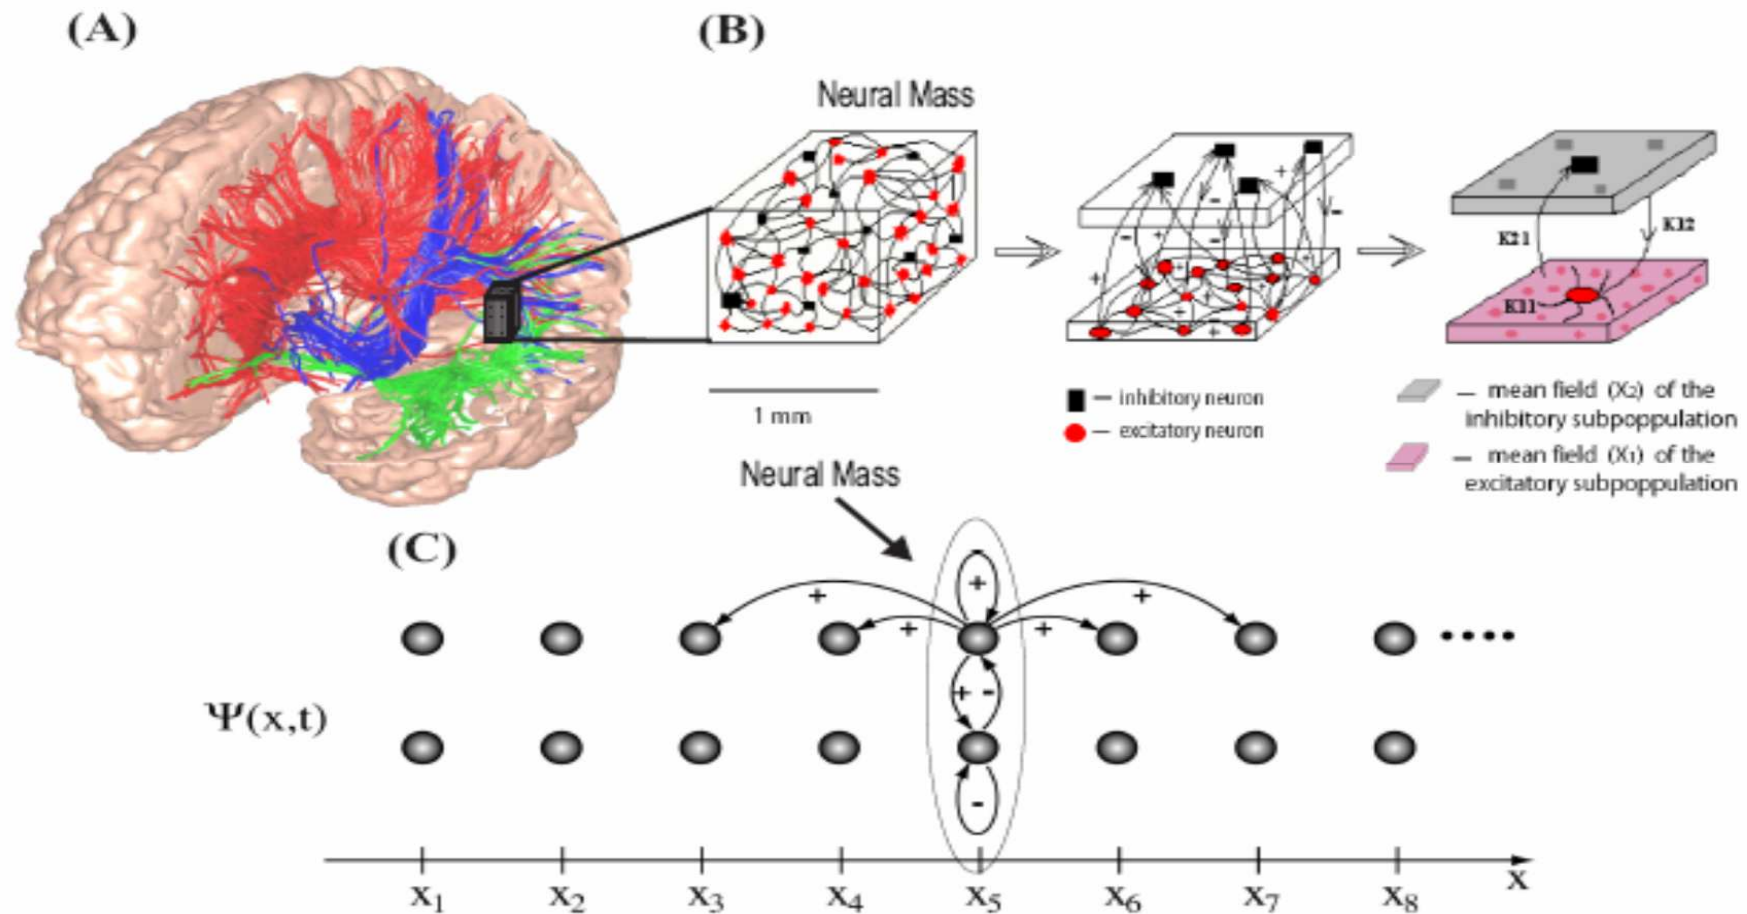 (A)
(B)
Neural Mass
1 mm
+
-
+
-
+
-
+
-
+
+
+
+
K21
K12
K11
— inhibitory neuron
— excitatory neuron
— mean field (X₂) of the
inhibitory subpoppulation
— mean field (X₁) of the
excitatory subpoppulation
Neural Mass
(C)
+
+
+
+
+
+ -
-
Ψ(x,t)
x₁ x₂ x₃ x₄ x₅ x₆ x₇ x₈ x